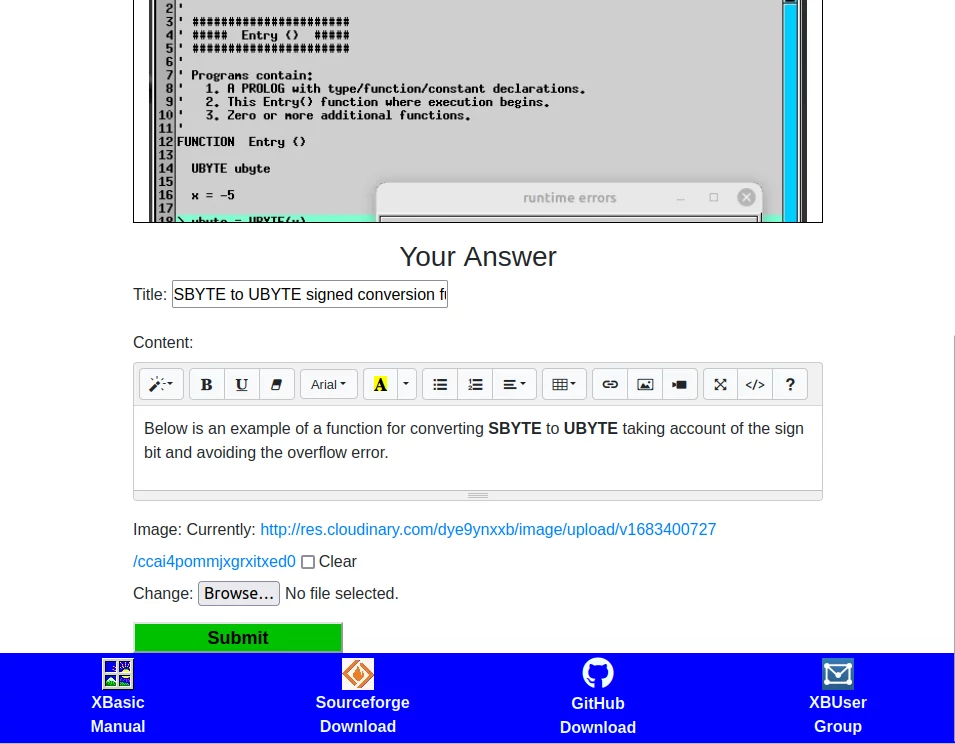 2 '
3 ' ######################
4 ' #####  Entry ()  #####
5 ' ######################
6 '
7 ' Programs contain:
8 '   1. A PROLOG with type/function/constant declarations.
9 '   2. This Entry() function where execution begins.
10 '   3. Zero or more additional functions.
11 '
12 FUNCTION  Entry ()
13
14   UBYTE ubyte
15
16   x = -5
runtime errors
17
18 > ubyte = UBYTE(x)
Your Answer
Title: SBYTE to UBYTE signed conversion fu
Content:
B U Arial A </> ?
Below is an example of a function for converting SBYTE to UBYTE taking account of the sign
bit and avoiding the overflow error.
Image: Currently: http://res.cloudinary.com/dye9ynxxb/image/upload/v1683400727
/ccai4pommjxgrxitxed0 Clear
Change: Browse... No file selected.
Submit
XBasic
Manual
Sourceforge
Download
GitHub
Download
XBUser
Group